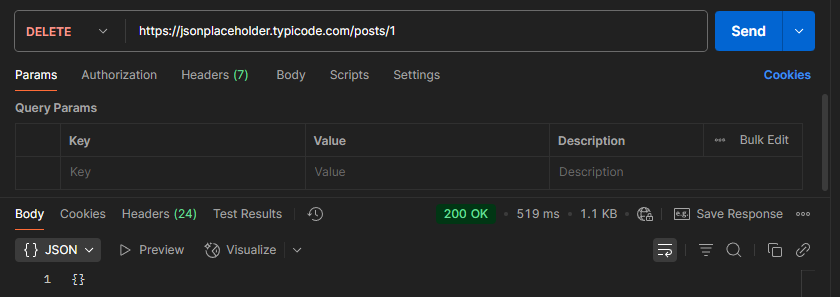 DELETE https://jsonplaceholder.typicode.com/posts/1 Send
Params Authorization Headers (7) Body Scripts Settings Cookies
Query Params
Key Value Description ••• Bulk Edit
Key Value Description
Body Cookies Headers (24) Test Results 200 OK • 519 ms • 1.1 KB • e.g. Save Response •••
{} JSON Preview Visualize
1 {}